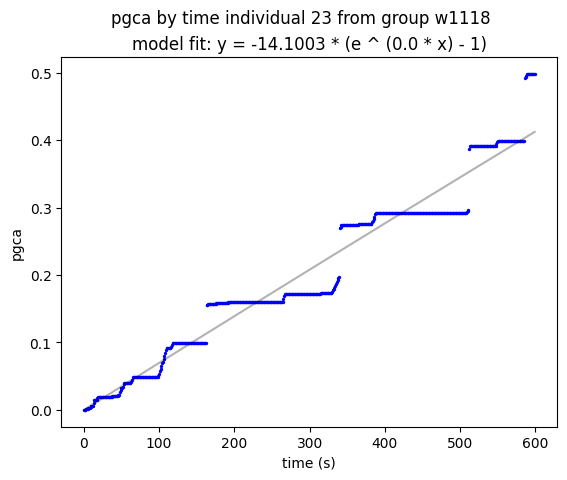 pgca by time individual 23 from group w1118
model fit: y = -14.1003 * (e ^ (0.0 * x) - 1)
0.5
0.4
0.3
0.2
0.1
0.0
pgca
0 100 200 300 400 500 600
time (s)